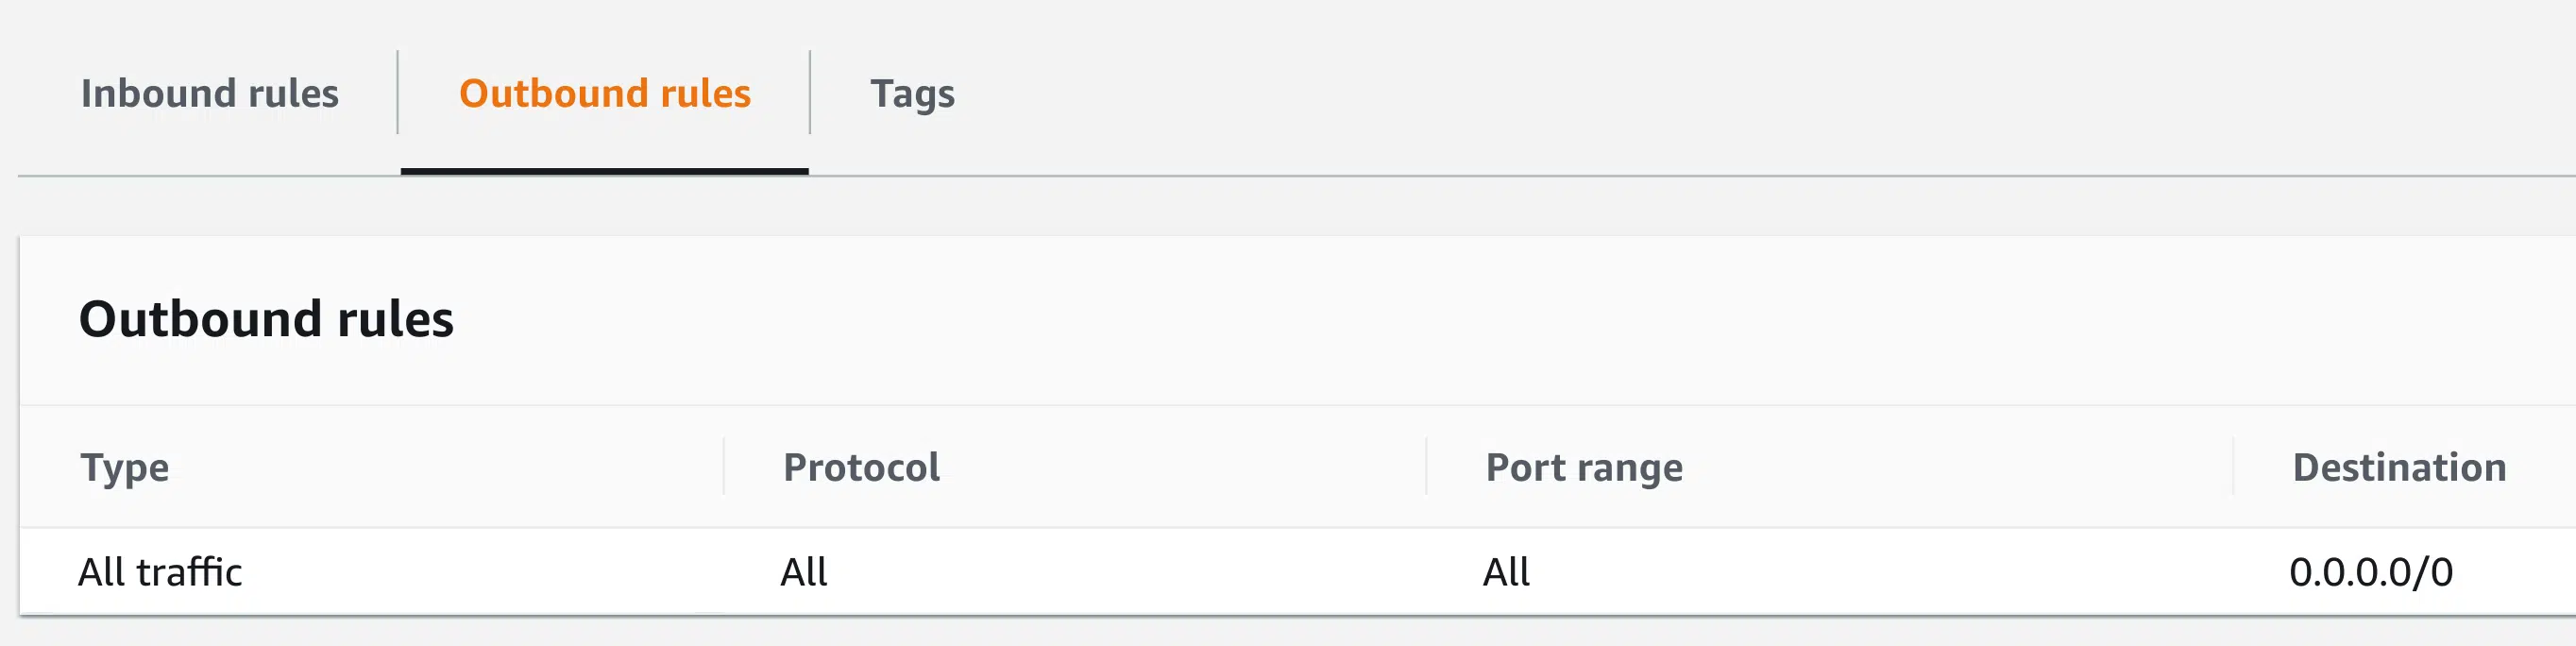 Inbound rules Outbound rules Tags
Outbound rules
Type Protocol Port range Destination
All traffic All All 0.0.0.0/0